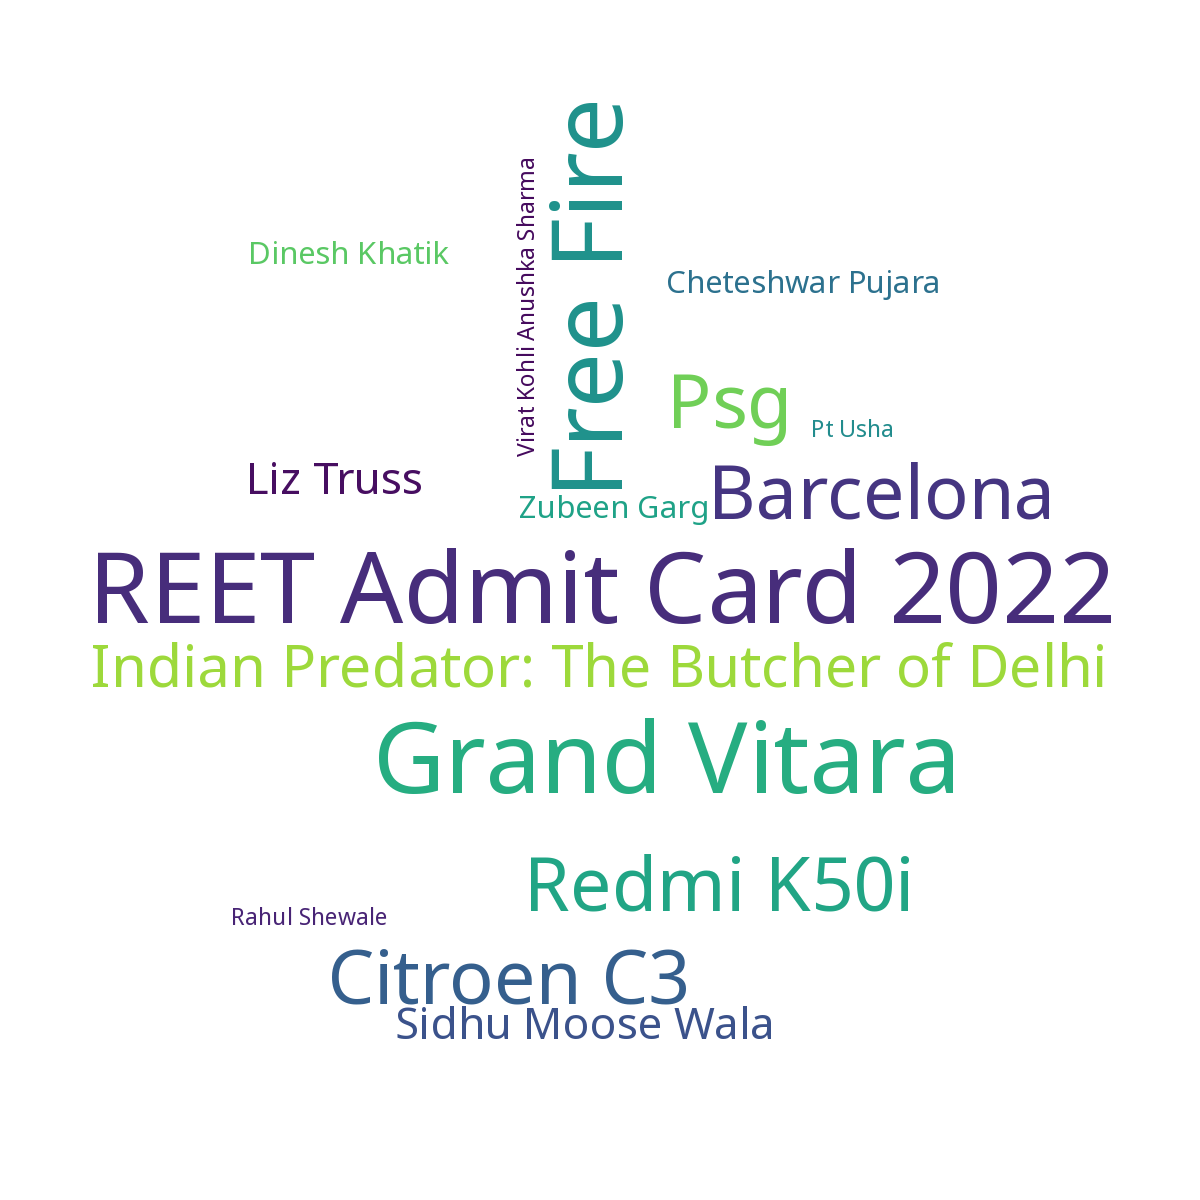 Free Fire
Virat Kohli Anushka Sharma
Dinesh Khatik
Cheteshwar Pujara
Psg
Pt Usha
Liz Truss
Barcelona
Zubeen Garg
REET Admit Card 2022
Indian Predator: The Butcher of Delhi
Grand Vitara
Redmi K50i
Rahul Shewale
Citroen C3
Sidhu Moose Wala